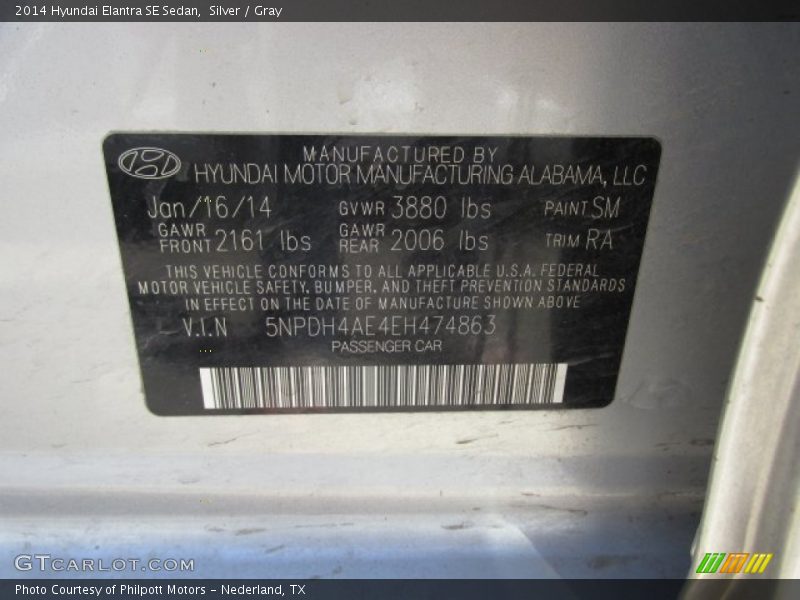 2014 Hyundai Elantra SE Sedan,  Silver / Gray
MANUFACTURED BY
HYUNDAI MOTOR MANUFACTURING ALABAMA, LLC
Jan/16/14 GVWR 3880 lbs PAINT SM
GAWR FRONT 2161 lbs GAWR REAR 2006 lbs TRIM RA
THIS VEHICLE CONFORMS TO ALL APPLICABLE U.S.A. FEDERAL
MOTOR VEHICLE SAFETY, BUMPER, AND THEFT PREVENTION STANDARDS
IN EFFECT ON THE DATE OF MANUFACTURE SHOWN ABOVE
V.I.N 5NPDH4AE4EH474863
PASSENGER CAR
GTCARLOT.COM
Photo Courtesy of Philpott Motors – Nederland, TX